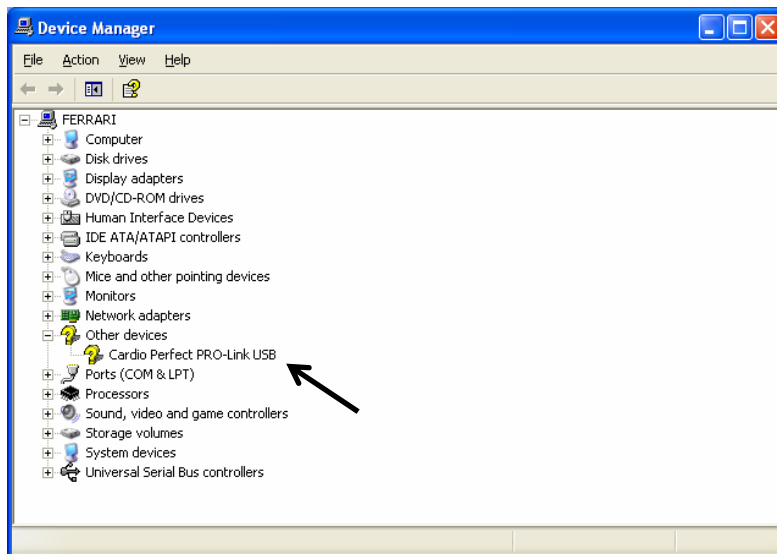 Device Manager
File Action View Help
FERRARI
Computer
Disk drives
Display adapters
DVD/CD-ROM drives
Human Interface Devices
IDE ATA/ATAPI controllers
Keyboards
Mice and other pointing devices
Monitors
Network adapters
Other devices
Cardio Perfect PRO-Link USB
Ports (COM & LPT)
Processors
Sound, video and game controllers
Storage volumes
System devices
Universal Serial Bus controllers